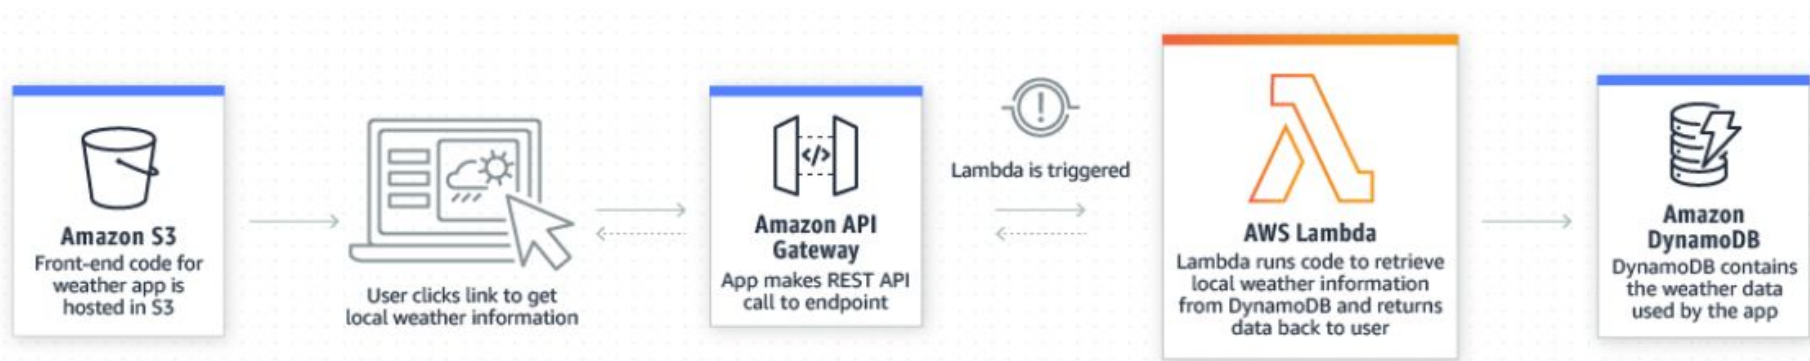 Amazon S3
Front-end code for
weather app is
hosted in S3
User clicks link to get
local weather information
</>
Amazon API
Gateway
App makes REST API
call to endpoint
!
Lambda is triggered
AWS Lambda
Lambda runs code to retrieve
local weather information
from DynamoDB and returns
data back to user
Amazon
DynamoDB
DynamoDB contains
the weather data
used by the app